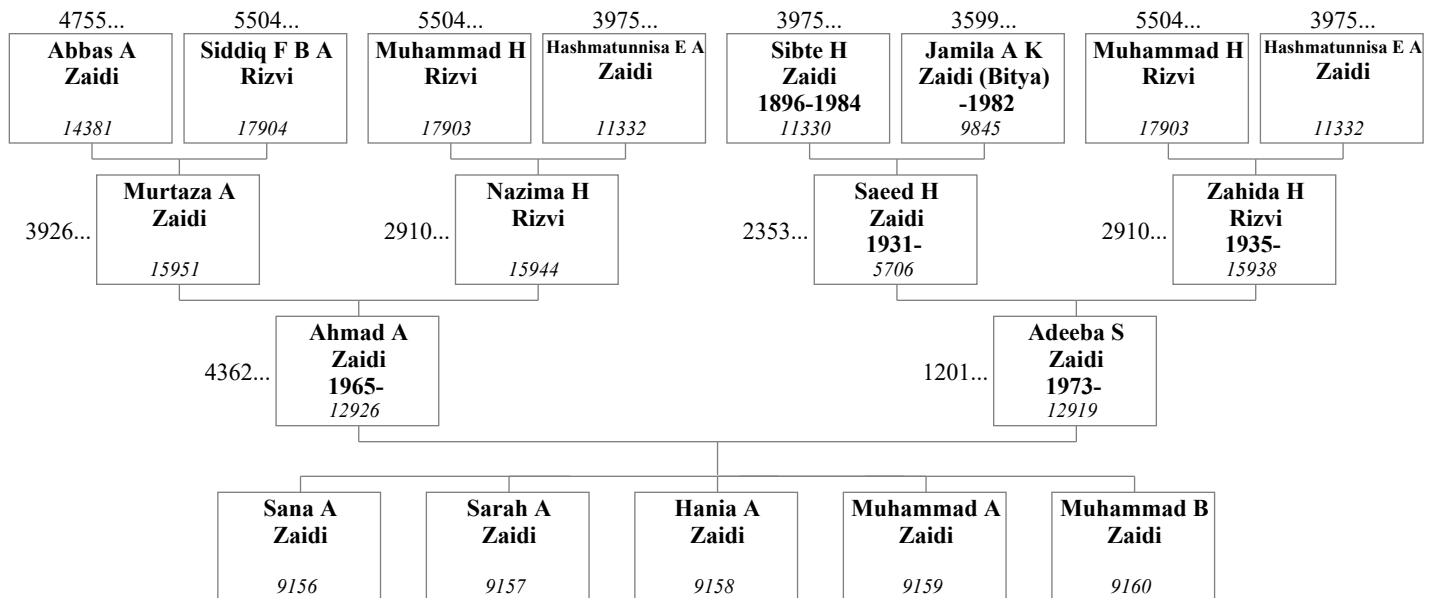 4755... 5504... 5504... 3975... 3975... 3599... 5504... 3975...
Abbas A
Zaidi
14381
Siddiq F B A
Rizvi
17904
Muhammad H
Rizvi
17903
Hashmatunnisa E A
Zaidi
11332
Sibte H
Zaidi
1896-1984
11330
Jamila A K
Zaidi (Bitya)
-1982
9845
Muhammad H
Rizvi
17903
Hashmatunnisa E A
Zaidi
11332
3926...
Murtaza A
Zaidi
15951
2910...
Nazima H
Rizvi
15944
2353...
Saeed H
Zaidi
1931-
5706
2910...
Zahida H
Rizvi
1935-
15938
4362...
Ahmad A
Zaidi
1965-
12926
1201...
Adeeba S
Zaidi
1973-
12919
Sana A
Zaidi
9156
Sarah A
Zaidi
9157
Hania A
Zaidi
9158
Muhammad A
Zaidi
9159
Muhammad B
Zaidi
9160